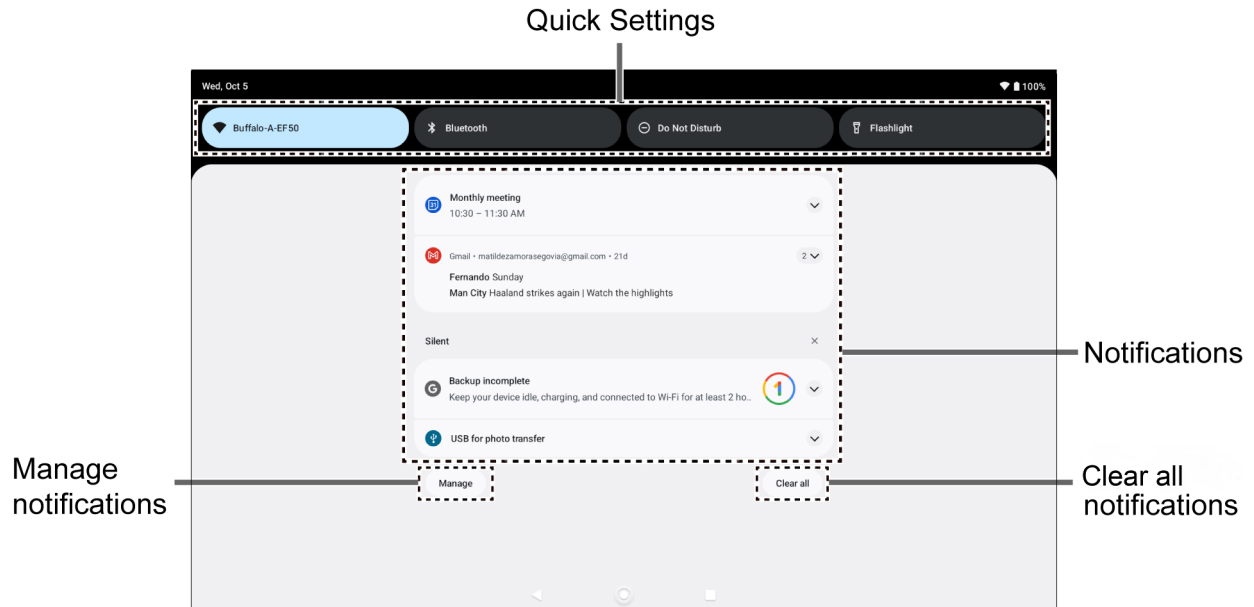 Quick Settings
Wed, Oct 5
100%
Buffalo-A-EF50
Bluetooth
Do Not Disturb
Flashlight
31
Monthly meeting
10:30 – 11:30 AM
Gmail • matildezamorasegovia@gmail.com • 21d
2
Fernando Sunday
Man City Haaland strikes again | Watch the highlights
Silent
Notifications
G
Backup incomplete
Keep your device idle, charging, and connected to Wi-Fi for at least 2 ho..
1
USB for photo transfer
Manage
notifications
Manage
Clear all
Clear all
notifications